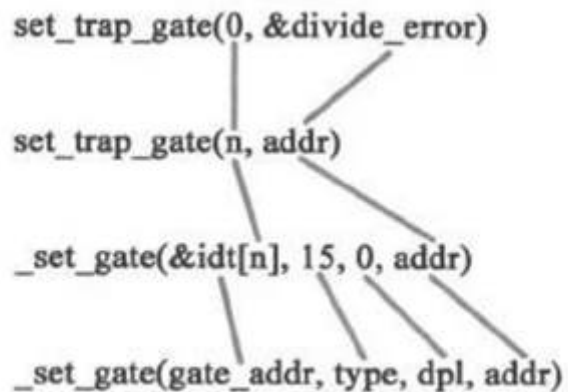 set_trap_gate(0, &divide_error)
set_trap_gate(n, addr)
_set_gate(&idt[n], 15, 0, addr)
_set_gate(gate_addr, type, dpl, addr)